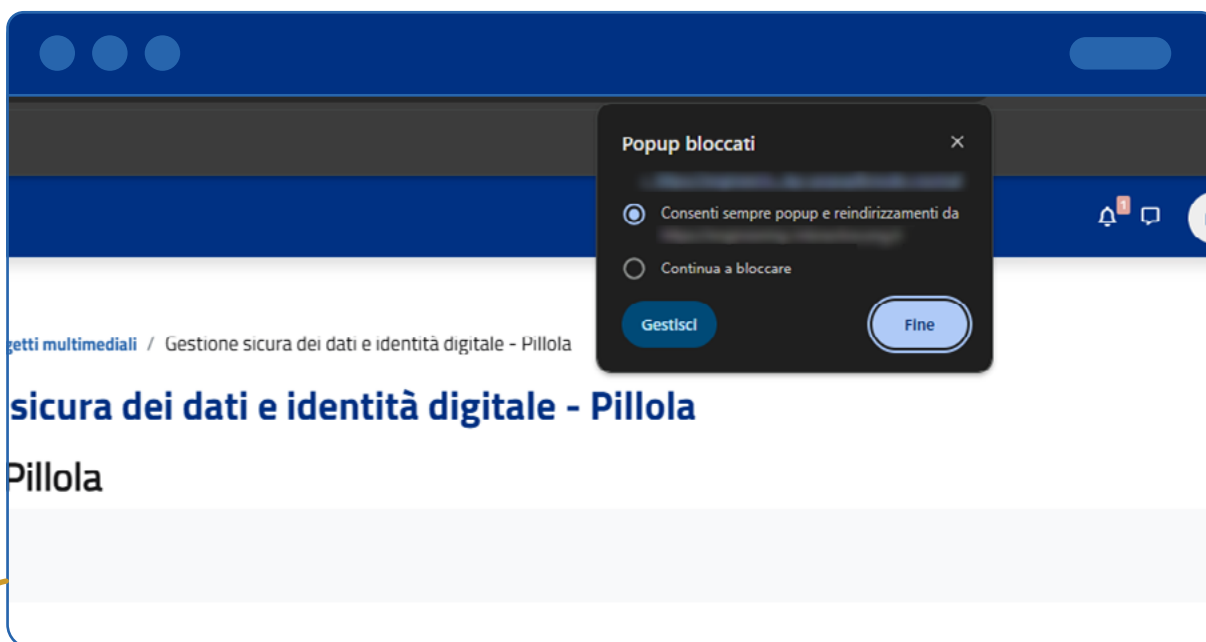 Popup bloccati
Consenti sempre popup e reindirizzamenti da
Continua a bloccare
Gestisci
Fine
1
getti multimediali / Gestione sicura dei dati e identità digitale - Pillola
sicura dei dati e identità digitale - Pillola
Pillola